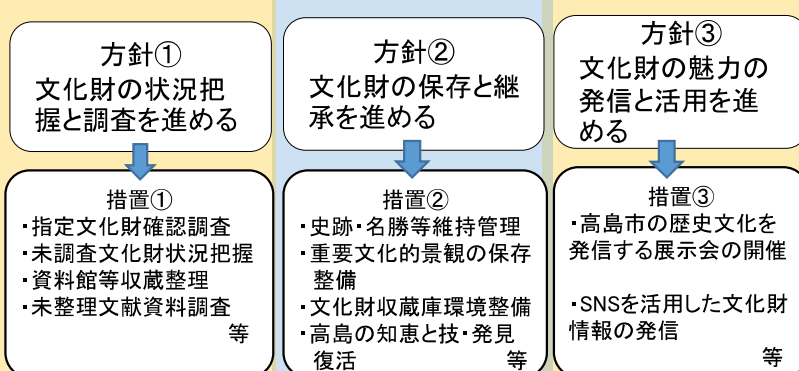 方針①
文化財の状況把
握と調査を進める
措置①
・指定文化財確認調査
・未調査文化財状況把握
・資料館等収蔵整理
・未整理文献資料調査
等
方針②
文化財の保存と継
承を進める
措置②
・史跡・名勝等維持管理
・重要文化的景観の保存
整備
・文化財収蔵庫環境整備
・高島の知恵と技・発見
復活
等
方針③
文化財の魅力の
発信と活用を進
める
措置③
・高島市の歴史文化を
発信する展示会の開催
・SNSを活用した文化財
情報の発信
等